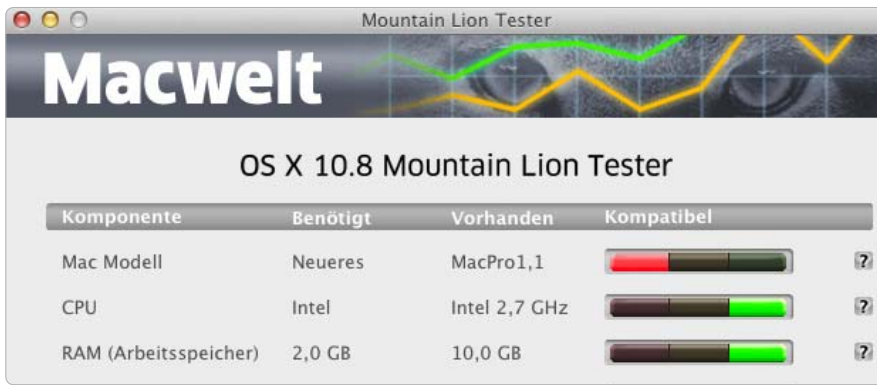 Mountain Lion Tester
Macwelt
OS X 10.8 Mountain Lion Tester
Komponente Benötigt Vorhanden Kompatibel
Mac Modell Neueres MacPro1,1 ?
CPU Intel Intel 2,7 GHz ?
RAM (Arbeitsspeicher) 2,0 GB 10,0 GB ?